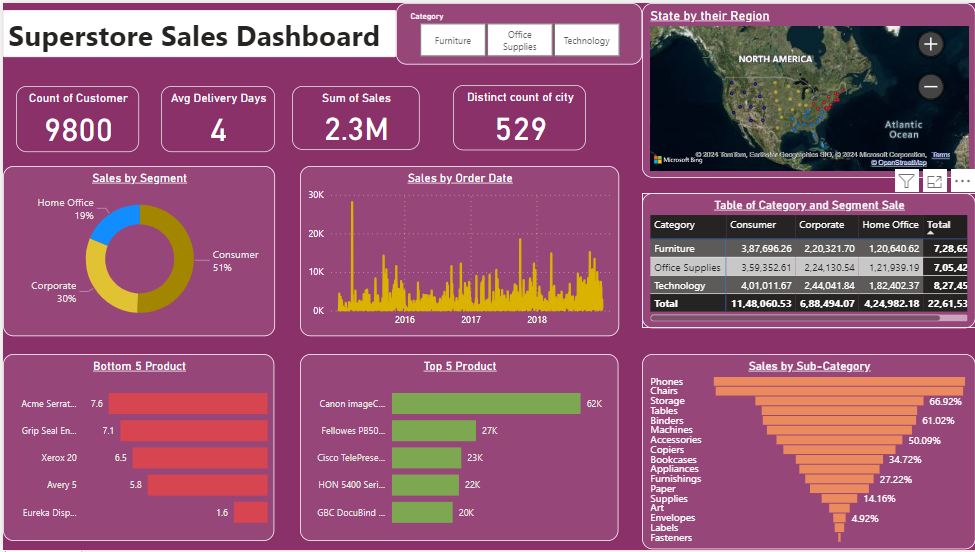 Superstore Sales Dashboard
Category
Furniture
Office
Supplies
Technology
Count of Customer
9800
Avg Delivery Days
4
Sum of Sales
2.3M
Distinct count of city
529
State by their Region
NORTH AMERICA
Atlantic
Ocean
Microsoft Bing
© 2024 TomTom, Earthstar Geographics SIO, © 2024 Microsoft Corporation, Terms
© OpenStreetMap
Sales by Segment
Home Office
19%
Consumer
51%
Corporate
30%
Sales by Order Date
30K
20K
10K
0K
2016
2017
2018
Table of Category and Segment Sale
Category Consumer Corporate Home Office Total
Furniture 3,87,696.26 2,20,321.70 1,20,640.62 7,28,65
Office Supplies 3,59,352.61 2,24,130.54 1,21,939.19 7,05,42
Technology 4,01,011.67 2,44,041.84 1,82,402.37 8,27,45
Total 11,48,060.53 6,88,494.07 4,24,982.18 22,61,53
Bottom 5 Product
Acme Serrat... 7.6
Grip Seal En... 7.1
Xerox 20 6.5
Avery 5 5.8
Eureka Disp... 1.6
Top 5 Product
Canon imageC... 62K
Fellowes PB50... 27K
Cisco TelePrese... 23K
HON 5400 Seri... 22K
GBC DocuBind ... 20K
Sales by Sub-Category
Phones
Chairs
Storage 66.92%
Tables
Binders 61.02%
Machines
Accessories 50.09%
Copiers
Bookcases 34.72%
Appliances
Furnishings 27.22%
Paper
Supplies 14.16%
Art
Envelopes 4.92%
Labels
Fasteners